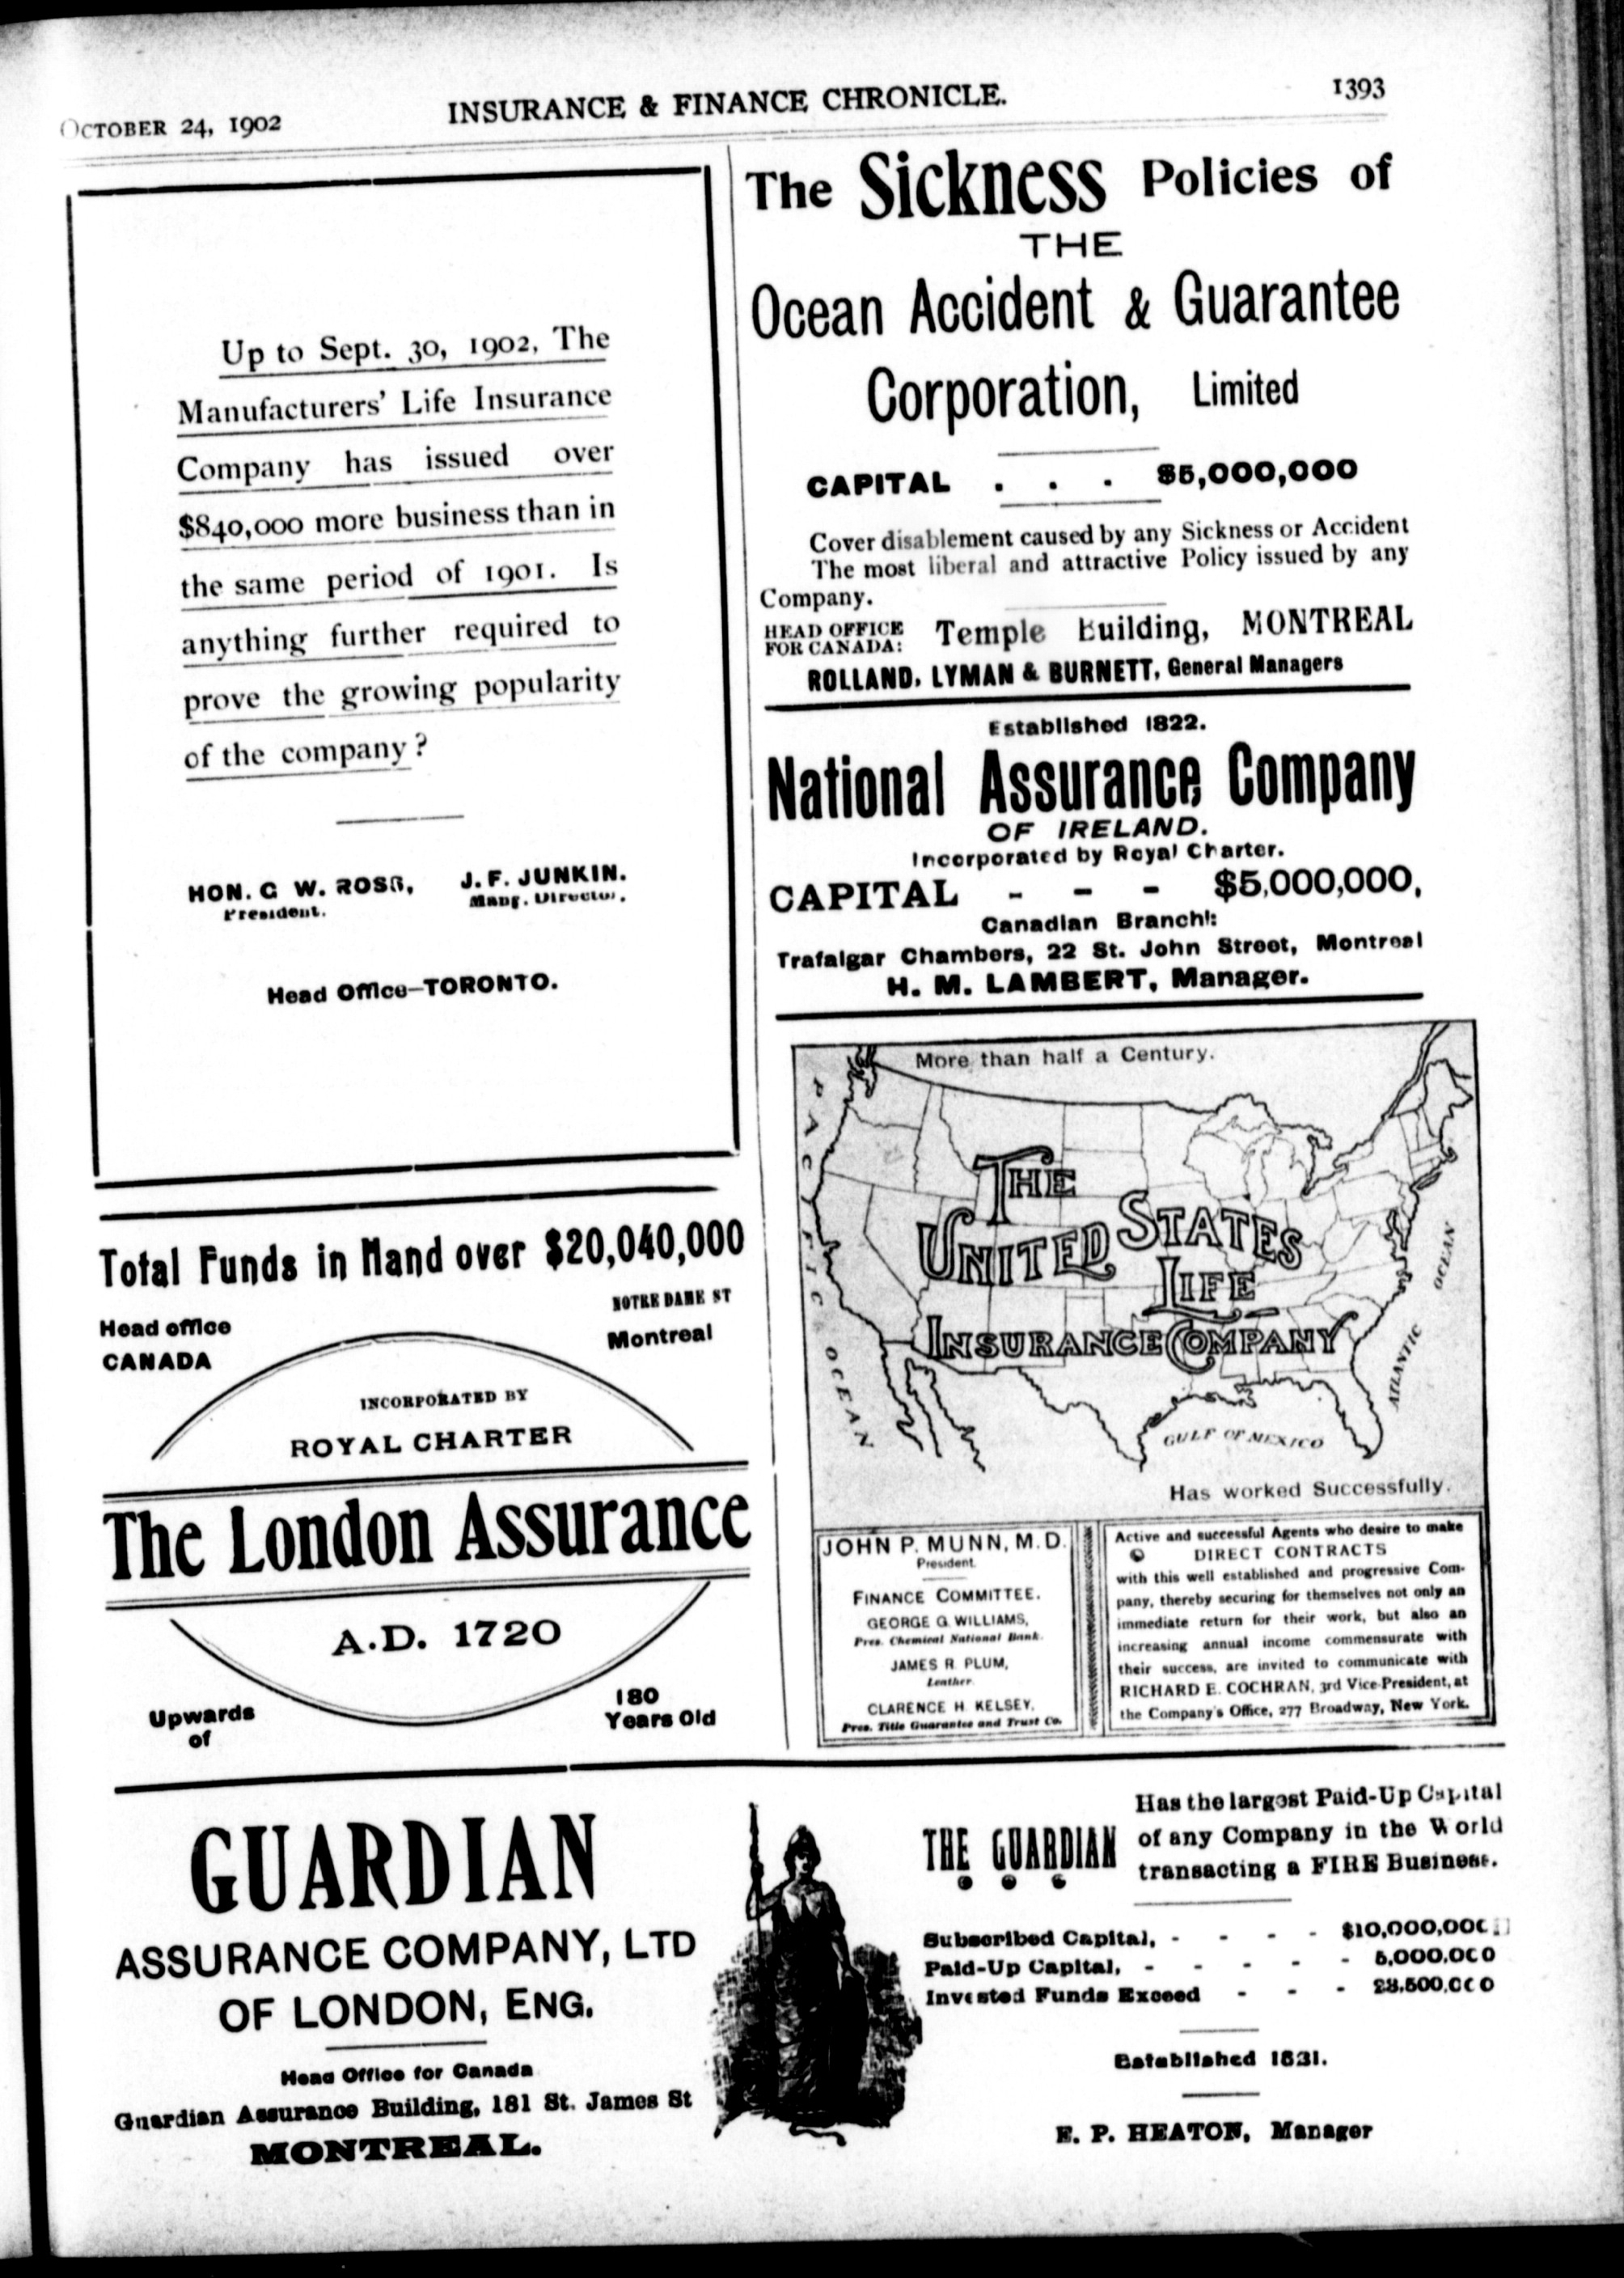 OCTOBER 24, 1902
INSURANCE & FINANCE CHRONICLE.
1393
Up to Sept. 30, 1902, The
Manufacturers' Life Insurance
Company has issued over
$840,000 more business than in
the same period of 1901. Is
anything further required to
prove the growing popularity
of the company?
HON. G W. ROSS,
President.
J. F. JUNKIN.
Mang. Director.
Head Office—TORONTO.
Total Funds in Hand over $20,040,000
Head office
CANADA
NOTRE DAME ST
Montreal
INCORPORATED BY
ROYAL CHARTER
The London Assurance
A.D. 1720
Upwards
of
180
Years Old
The Sickness Policies of
THE
Ocean Accident & Guarantee
Corporation, Limited
CAPITAL . . . $5,000,000
Cover disablement caused by any Sickness or Accident
The most liberal and attractive Policy issued by any
Company.
HEAD OFFICE
FOR CANADA:
Temple Building, MONTREAL
ROLLAND, LYMAN & BURNETT, General Managers
Established 1822.
National Assurance Company
OF IRELAND.
Incorporated by Royal Charter.
CAPITAL - - - $5,000,000,
Canadian Branch:
Trafalgar Chambers, 22 St. John Street, Montreal
H. M. LAMBERT, Manager.
More than half a Century.
PACIFIC OCEAN
THE
UNITED STATES
LIFE
INSURANCE COMPANY
ATLANTIC OCEAN
GULF OF MEXICO
Has worked Successfully.
JOHN P. MUNN, M.D.
President.
FINANCE COMMITTEE.
GEORGE G. WILLIAMS,
Pres. Chemical National Bank.
JAMES R. PLUM,
Leather.
CLARENCE H. KELSEY,
Pres. Title Guarantee and Trust Co.
Active and successful Agents who desire to make
DIRECT CONTRACTS
with this well established and progressive Com-
pany, thereby securing for themselves not only an
immediate return for their work, but also an
increasing annual income commensurate with
their success, are invited to communicate with
RICHARD E. COCHRAN, 3rd Vice-President, at
the Company's Office, 277 Broadway, New York.
GUARDIAN
ASSURANCE COMPANY, LTD
OF LONDON, ENG.
Head Office for Canada
Guardian Assurance Building, 181 St. James St
MONTREAL.
THE GUARDIAN
Has the largest Paid-Up Capital
of any Company in the World
transacting a FIRE Business.
Subscribed Capital, - - - - $10,000,000
Paid-Up Capital, - - - - - 5,000,000
Invested Funds Exceed - - - 23,500,000
Established 1821.
E. P. HEATON, Manager